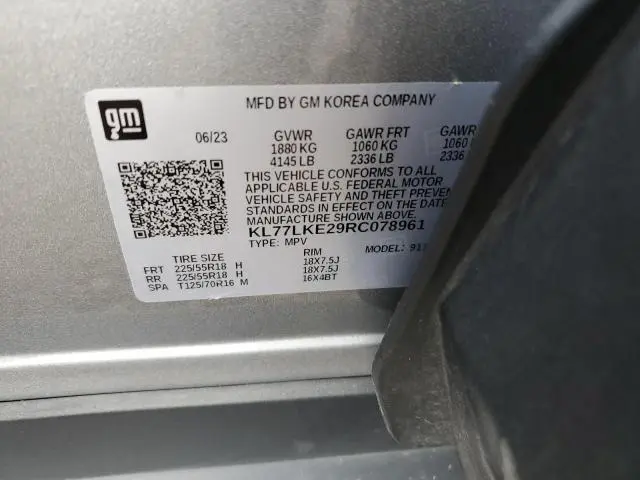 gm
MFD BY GM KOREA COMPANY
06/23 GVWR GAWR FRT GAWR
1880 KG 1060 KG 1060
4145 LB 2336 LB 2336
THIS VEHICLE CONFORMS TO ALL
APPLICABLE U.S. FEDERAL MOTOR
VEHICLE SAFETY AND THEFT PREVEN
STANDARDS IN EFFECT ON THE DATE
MANUFACTURE SHOWN ABOVE.
KL77LKE29RC078961
TYPE: MPV MODEL:
TIRE SIZE RIM
FRT 225/55R18 H 18X7.5J
RR 225/55R18 H 18X7.5J
SPA T125/70R16 M 16X4BT